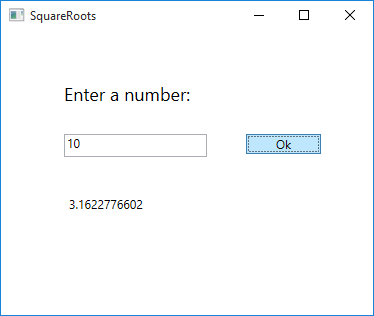 SquareRoots
Enter a number:
10
Ok
3.1622776602